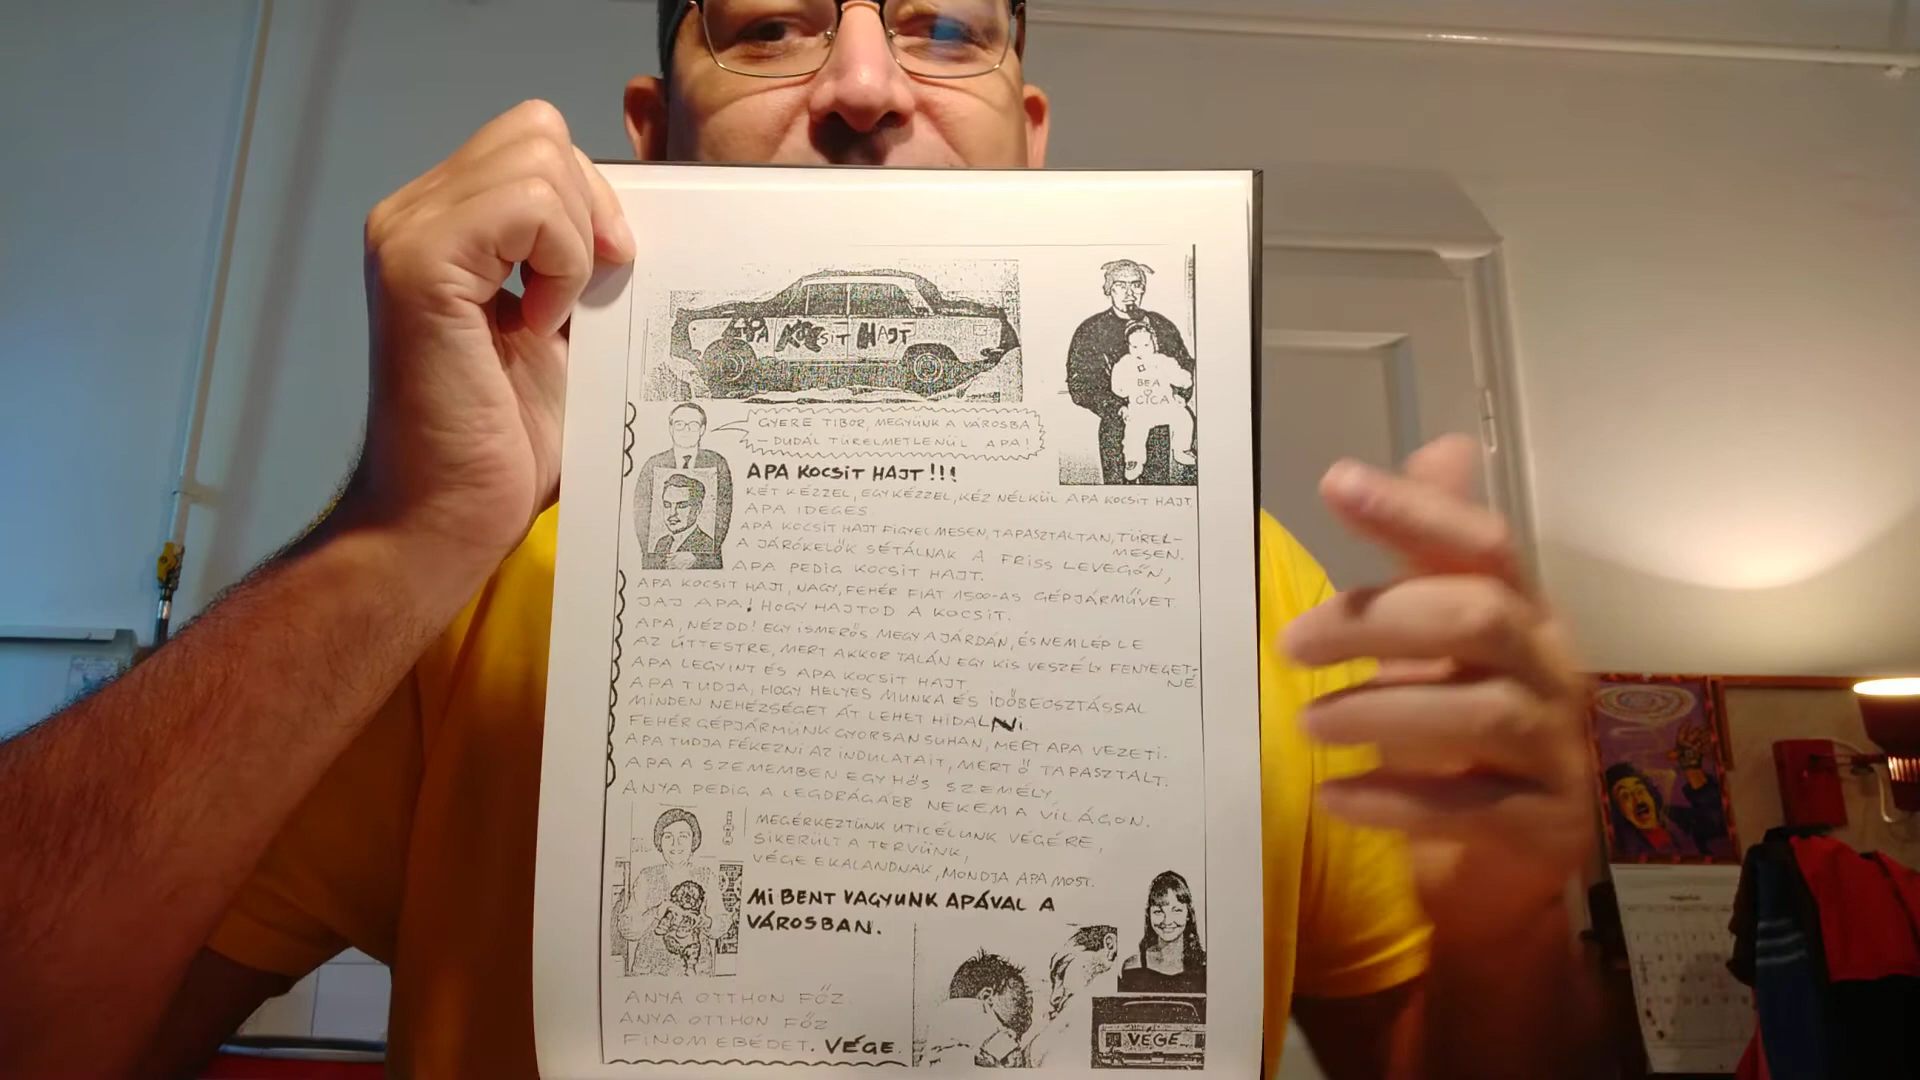 APA KOCSIT HAJT
BEA
CICA
GYERE TIBOR, MEGYÜNK A VÁROSBA
– DUDÁL TÜRELMETLENÜL APA!
APA KOCSIT HAJT!!!
KÉT KÉZZEL, EGY KÉZZEL, KÉZ NÉLKÜL APA KOCSIT HAJT.
APA IDEGES.
APA KOCSIT HAJT FIGYELMESEN, TAPASZTALTAN, TÜREL-
MESEN.
A JÁRÓKELŐK SÉTÁLNAK A FRISS LEVEGŐN,
APA PEDIG KOCSIT HAJT.
APA KOCSIT HAJT, NAGY, FEHÉR FIAT 1500-AS GÉPJÁRMŰVET
JAJ APA! HOGY HAJTOD A KOCSIT.
APA, NÉZDD! EGY ISMERŐS MEGY A JÁRDÁN, ÉS NEM LÉP LE
AZ ÚTTESTRE, MERT AKKOR TALÁN EGY KIS VESZÉLY FENYEGET-
NÉ.
APA LEGYINT ÉS APA KOCSIT HAJT.
APA TUDJA, HOGY HELYES MUNKA ÉS IDŐBEOSZTÁSSAL
MINDEN NEHÉZSÉGET ÁT LEHET HIDALNI.
FEHÉR GÉPJÁRMÜNK GYORSAN SUHAN, MERT APA VEZETI.
APA TUDJA FÉKEZNI AZ INDULATAIT, MERT Ő TAPASZTALT.
APA A SZEMEMBEN EGY HŐS SZEMÉLY,
ANYA PEDIG A LEGDRÁGÁBB NEKEM A VILÁGON.
MEGÉRKEZTÜNK UTICÉLUNK VÉGÉRE,
SIKERÜLT A TERVÜNK,
VÉGE EKALANDNAK, MONDJA APA MOST.
MI BENT VAGYUNK APÁVAL A
VÁROSBAN.
ANYA OTTHON FŐZ
ANYA OTTHON FŐZ
FINOM EBÉDET. VÉGE.
VÉGE